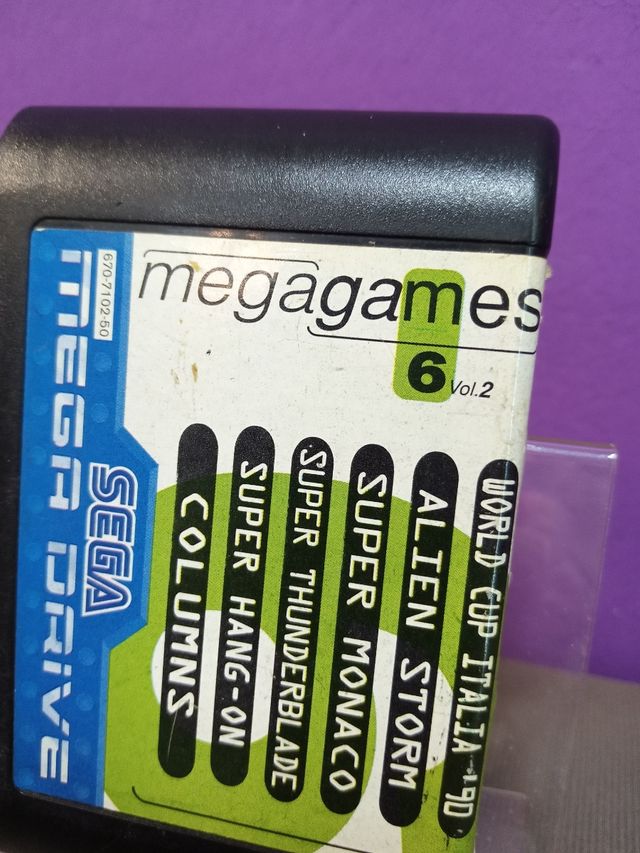 megagames
6 Vol.2
WORLD CUP ITALIA '90
ALIEN STORM
SUPER MONACO
SUPER THUNDERBLADE
SUPER HANG-ON
COLUMNS
SEGA
MEGA DRIVE
670-7102-50